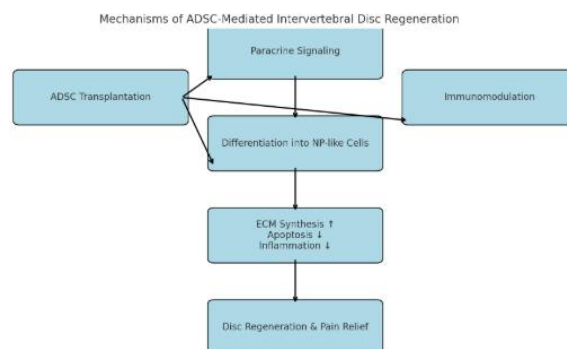 Mechanisms of ADSC-Mediated Intervertebral Disc Regeneration
Paracrine Signaling
ADSC Transplantation
Immunomodulation
Differentiation into NP-like Cells
ECM Synthesis ↑
Apoptosis ↓
Inflammation ↓
Disc Regeneration & Pain Relief